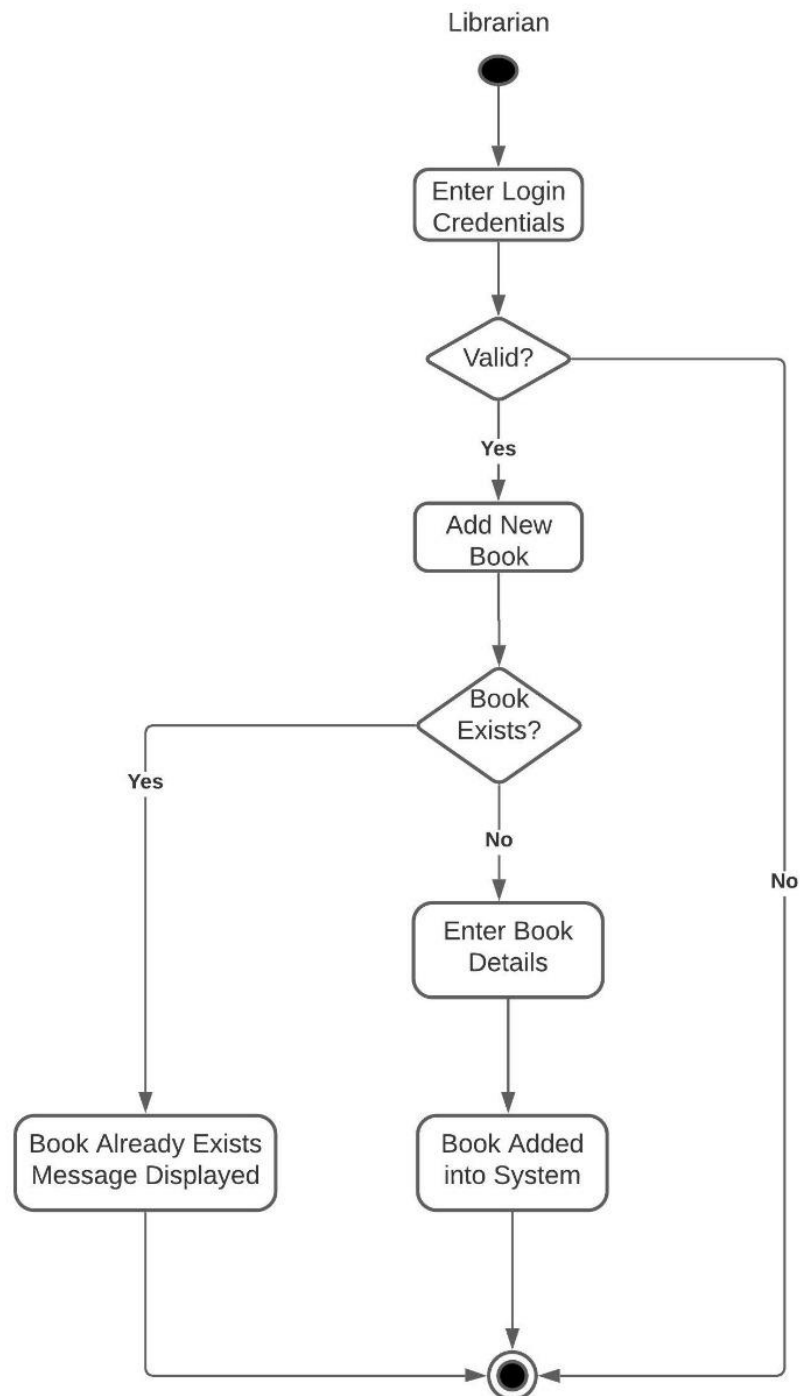 Librarian
Enter Login
Credentials
Valid?
Yes
Add New
Book
Book
Exists?
Yes
No
No
Enter Book
Details
Book Already Exists
Message Displayed
Book Added
into System